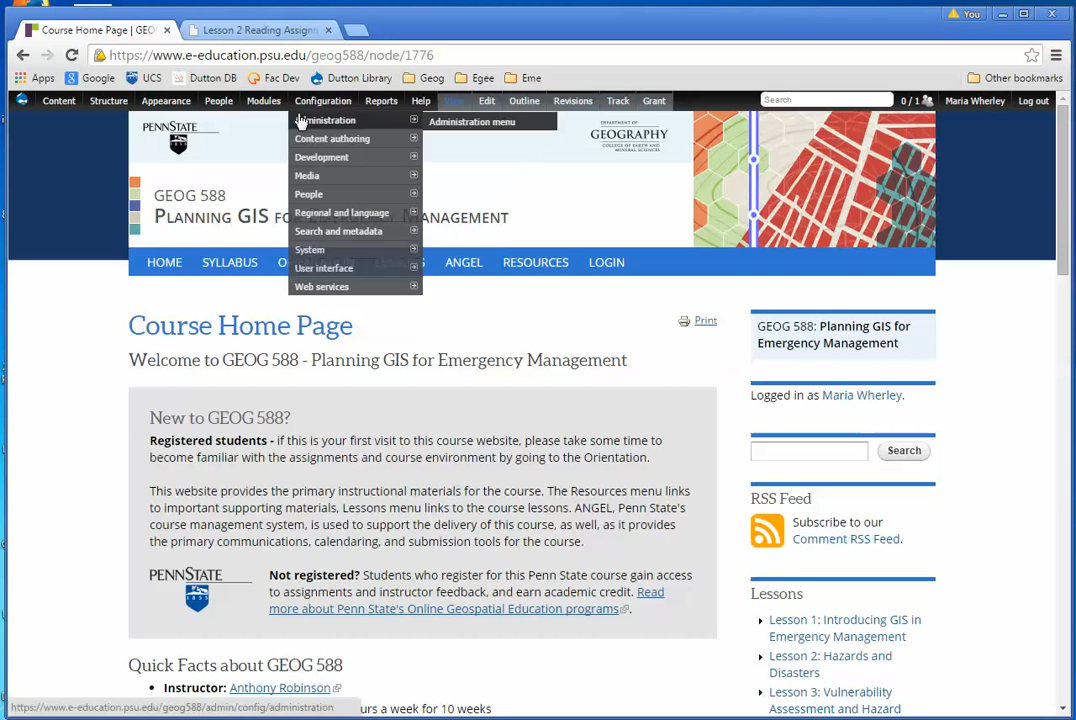 You
Course Home Page | GEO
Lesson 2 Reading Assignm
https://www.e-education.psu.edu/geog588/node/1776
Apps Google UCS Dutton DB Fac Dev Dutton Library Geog Egee Eme Other bookmarks
Content Structure Appearance People Modules Configuration Reports Help Edit Outline Revisions Track Grant Search 0 / 1 Maria Wherley Log out
ministration
Administration menu
Content authoring
Development
Media
People
Regional and language
Search and metadata
System
User interface
Web services
PENNSTATE
1855
DEPARTMENT OF
GEOGRAPHY
COLLEGE OF EARTH
AND MINERAL SCIENCES
GEOG 588
PLANNING GIS FO MANAGEMENT
HOME SYLLABUS O S ANGEL RESOURCES LOGIN
Course Home Page
Print
Welcome to GEOG 588 - Planning GIS for Emergency Management
New to GEOG 588?
Registered students - if this is your first visit to this course website, please take some time to
become familiar with the assignments and course environment by going to the Orientation.
This website provides the primary instructional materials for the course. The Resources menu links
to important supporting materials, Lessons menu links to the course lessons. ANGEL, Penn State's
course management system, is used to support the delivery of this course, as well, as it provides
the primary communications, calendaring, and submission tools for the course.
PENNSTATE
1855
Not registered? Students who register for this Penn State course gain access
to assignments and instructor feedback, and earn academic credit. Read
more about Penn State's Online Geospatial Education programs.
Quick Facts about GEOG 588
Instructor: Anthony Robinson
urs a week for 10 weeks
GEOG 588: Planning GIS for
Emergency Management
Logged in as Maria Wherley.
Search
RSS Feed
Subscribe to our
Comment RSS Feed.
Lessons
Lesson 1: Introducing GIS in
Emergency Management
Lesson 2: Hazards and
Disasters
Lesson 3: Vulnerability
Assessment and Hazard
https://www.e-education.psu.edu/geog588/admin/config/administration